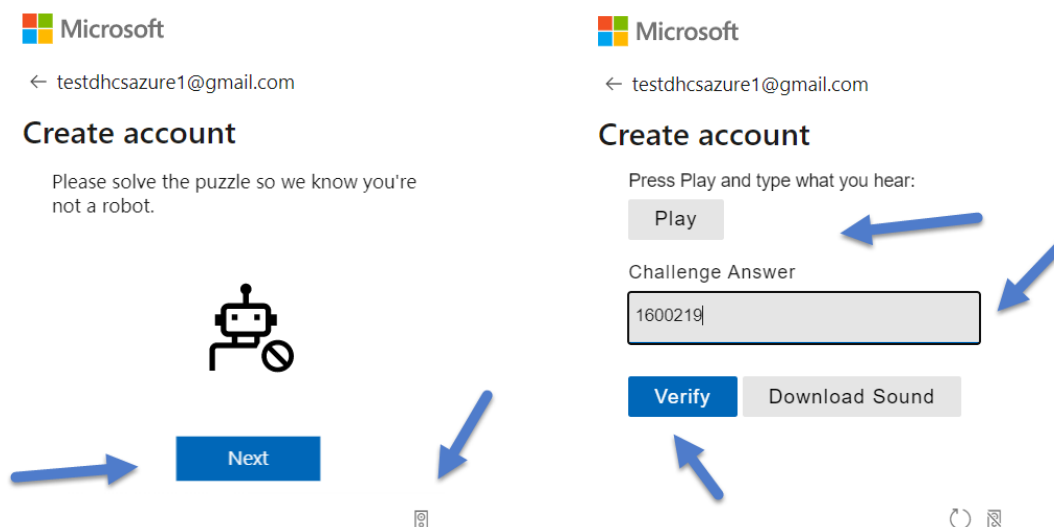 Microsoft
← testdhcsazure1@gmail.com
Create account
Please solve the puzzle so we know you're
not a robot.
Next
Microsoft
← testdhcsazure1@gmail.com
Create account
Press Play and type what you hear:
Play
Challenge Answer
1600219
Verify
Download Sound